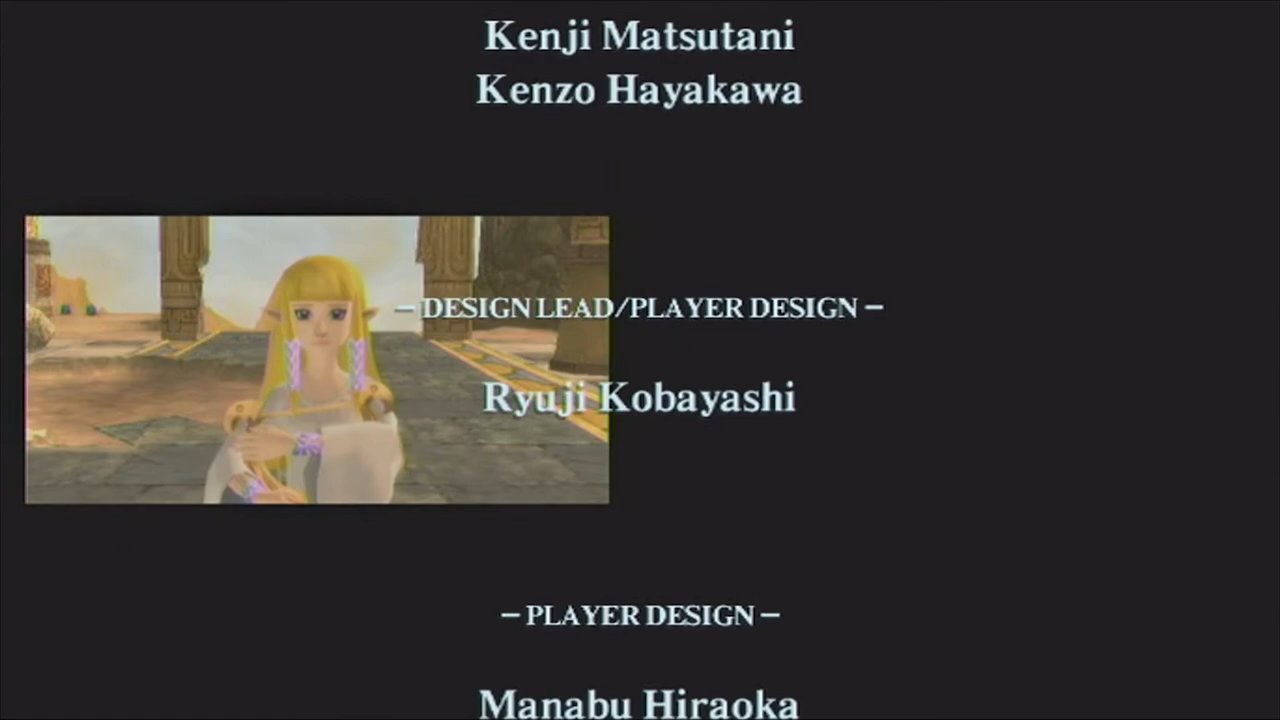 Kenji Matsutani
Kenzo Hayakawa
– DESIGN LEAD/PLAYER DESIGN –
Ryuji Kobayashi
– PLAYER DESIGN –
Manabu Hiraoka